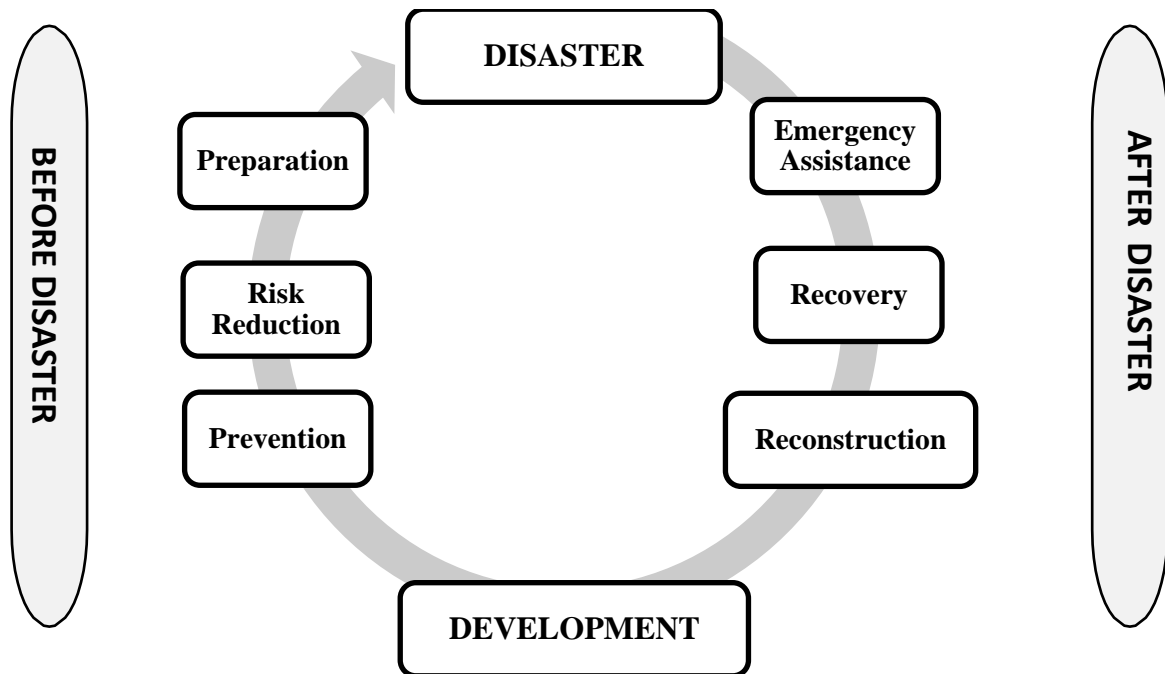 DISASTER
Emergency
Assistance
Recovery
Reconstruction
DEVELOPMENT
Prevention
Risk
Reduction
Preparation
BEFORE DISASTER
AFTER DISASTER